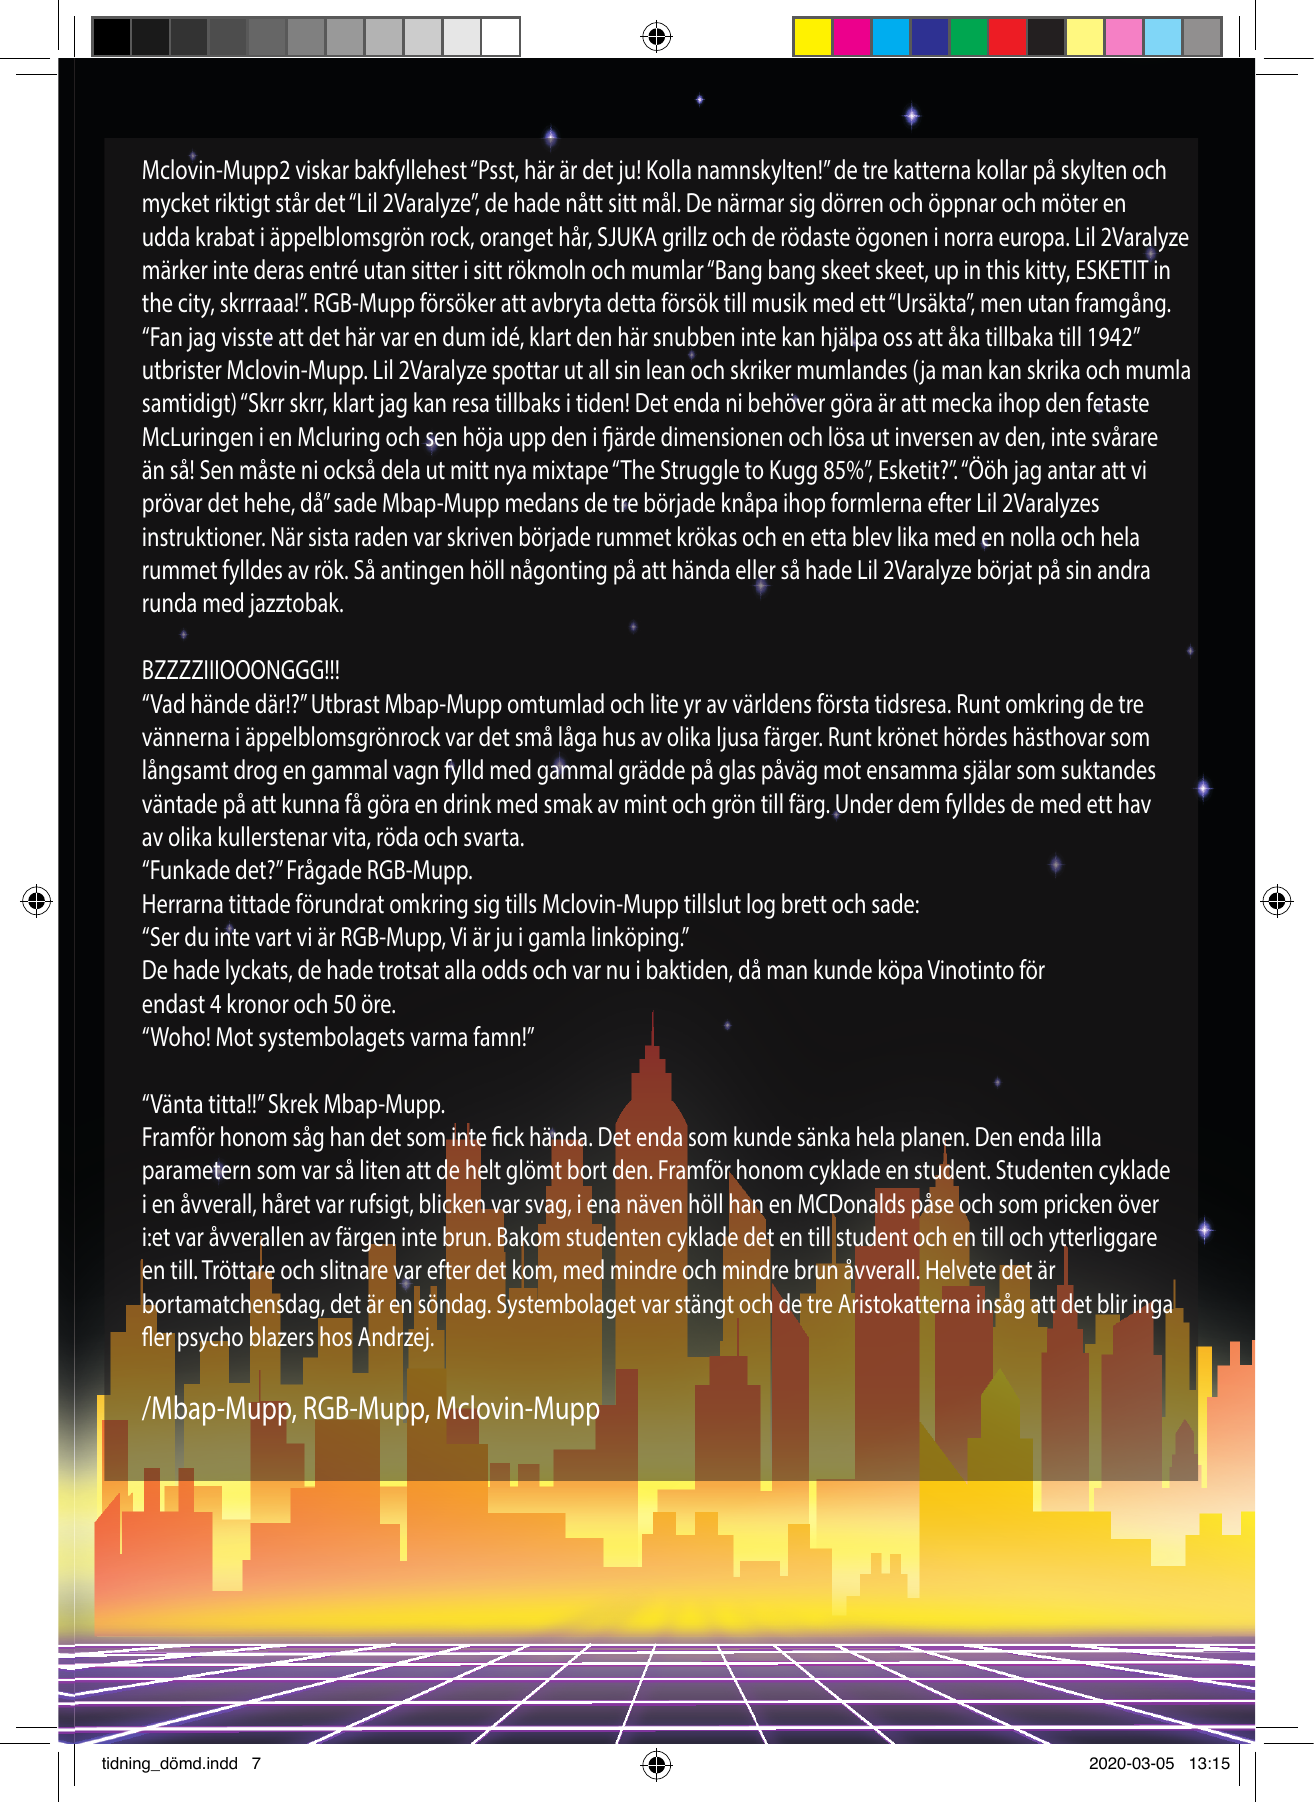 Mclovin-Mupp2 viskar bakfyllehest “Psst, här är det ju! Kolla namnskylten!” de tre katterna kollar på skylten och
mycket riktigt står det “Lil 2Varalyze”, de hade nått sitt mål. De närmar sig dörren och öppnar och möter en
udda krabat i äppelblomsgrön rock, oranget hår, SJUKA grillz och de rödaste ögonen i norra europa. Lil 2Varalyze
märker inte deras entré utan sitter i sitt rökmoln och mumlar “Bang bang skeet skeet, up in this kitty, ESKETIT in
the city, skrrraaa!”. RGB-Mupp försöker att avbryta detta försök till musik med ett “Ursäkta”, men utan framgång.
“Fan jag visste att det här var en dum idé, klart den här snubben inte kan hjälpa oss att åka tillbaka till 1942”
utbrister Mclovin-Mupp. Lil 2Varalyze spottar ut all sin lean och skriker mumlandes (ja man kan skrika och mumla
samtidigt) “Skrr skrr, klart jag kan resa tillbaks i tiden! Det enda ni behöver göra är att mecka ihop den fetaste
McLuringen i en Mcluring och sen höja upp den i fjärde dimensionen och lösa ut inversen av den, inte svårare
än så! Sen måste ni också dela ut mitt nya mixtape “The Struggle to Kugg 85%”, Esketit?”. “Ööh jag antar att vi
prövar det hehe, då” sade Mbap-Mupp medans de tre började knåpa ihop formlerna efter Lil 2Varalyzes
instruktioner. När sista raden var skriven började rummet krökas och en etta blev lika med en nolla och hela
rummet fylldes av rök. Så antingen höll någonting på att hända eller så hade Lil 2Varalyze börjat på sin andra
runda med jazztobak.
BZZZZIIIOOONGGG!!!
“Vad hände där!?” Utbrast Mbap-Mupp omtumlad och lite yr av världens första tidsresa. Runt omkring de tre
vännerna i äppelblomsgrönrock var det små låga hus av olika ljusa färger. Runt krönet hördes hästhovar som
långsamt drog en gammal vagn fylld med gammal grädde på glas påväg mot ensamma själar som suktandes
väntade på att kunna få göra en drink med smak av mint och grön till färg. Under dem fylldes de med ett hav
av olika kullerstenar vita, röda och svarta.
“Funkade det?” Frågade RGB-Mupp.
Herrarna tittade förundrat omkring sig tills Mclovin-Mupp tillslut log brett och sade:
“Ser du inte vart vi är RGB-Mupp, Vi är ju i gamla linköping.”
De hade lyckats, de hade trotsat alla odds och var nu i baktiden, då man kunde köpa Vinotinto för
endast 4 kronor och 50 öre.
“Woho! Mot systembolagets varma famn!”
“Vänta titta!!” Skrek Mbap-Mupp.
Framför honom såg han det som inte fick hända. Det enda som kunde sänka hela planen. Den enda lilla
parametern som var så liten att de helt glömt bort den. Framför honom cyklade en student. Studenten cyklade
i en åvverall, håret var rufsigt, blicken var svag, i ena näven höll han en MCDonalds påse och som pricken över
i:et var åvverallen av färgen inte brun. Bakom studenten cyklade det en till student och en till och ytterliggare
en till. Tröttare och slitnare var efter det kom, med mindre och mindre brun åvverall. Helvete det är
bortamatchensdag, det är en söndag. Systembolaget var stängt och de tre Aristokatterna insåg att det blir inga
fler psycho blazers hos Andrzej.
/Mbap-Mupp, RGB-Mupp, Mclovin-Mupp
tidning_dömd.indd 7
2020-03-05 13:15